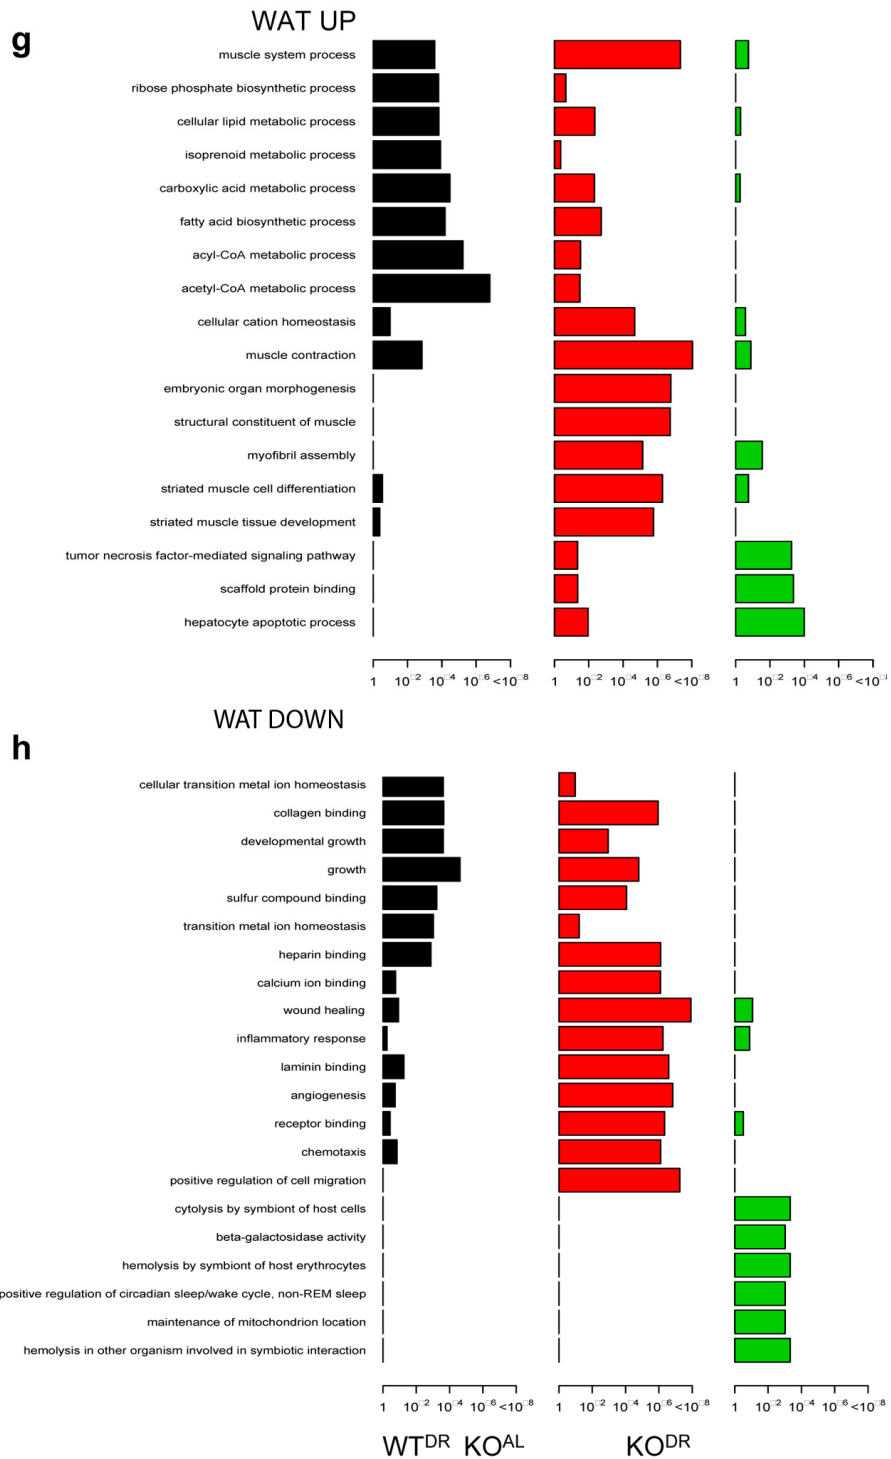 WAT UP
g
muscle system process
ribose phosphate biosynthetic process
cellular lipid metabolic process
isoprenoid metabolic process
carboxylic acid metabolic process
fatty acid biosynthetic process
acyl-CoA metabolic process
acetyl-CoA metabolic process
cellular cation homeostasis
muscle contraction
embryonic organ morphogenesis
structural constituent of muscle
myofibril assembly
striated muscle cell differentiation
striated muscle tissue development
tumor necrosis factor-mediated signaling pathway
scaffold protein binding
hepatocyte apoptotic process
1 10□2 10□4 10□6 <10□8 1 10□2 10□4 10□6 <10□8 1 10□2 10□4 10□6 <10□
WAT DOWN
h
cellular transition metal ion homeostasis
collagen binding
developmental growth
growth
sulfur compound binding
transition metal ion homeostasis
heparin binding
calcium ion binding
wound healing
inflammatory response
laminin binding
angiogenesis
receptor binding
chemotaxis
positive regulation of cell migration
cytolysis by symbiont of host cells
beta-galactosidase activity
hemolysis by symbiont of host erythrocytes
positive regulation of circadian sleep/wake cycle, non-REM sleep
maintenance of mitochondrion location
hemolysis in other organism involved in symbiotic interaction
1 10□2 10□4 10□6 <10□8 1 10□2 10□4 10□6 <10□8 1 10□2 10□4 10□6 <10□8
WTDR KOAL KODR